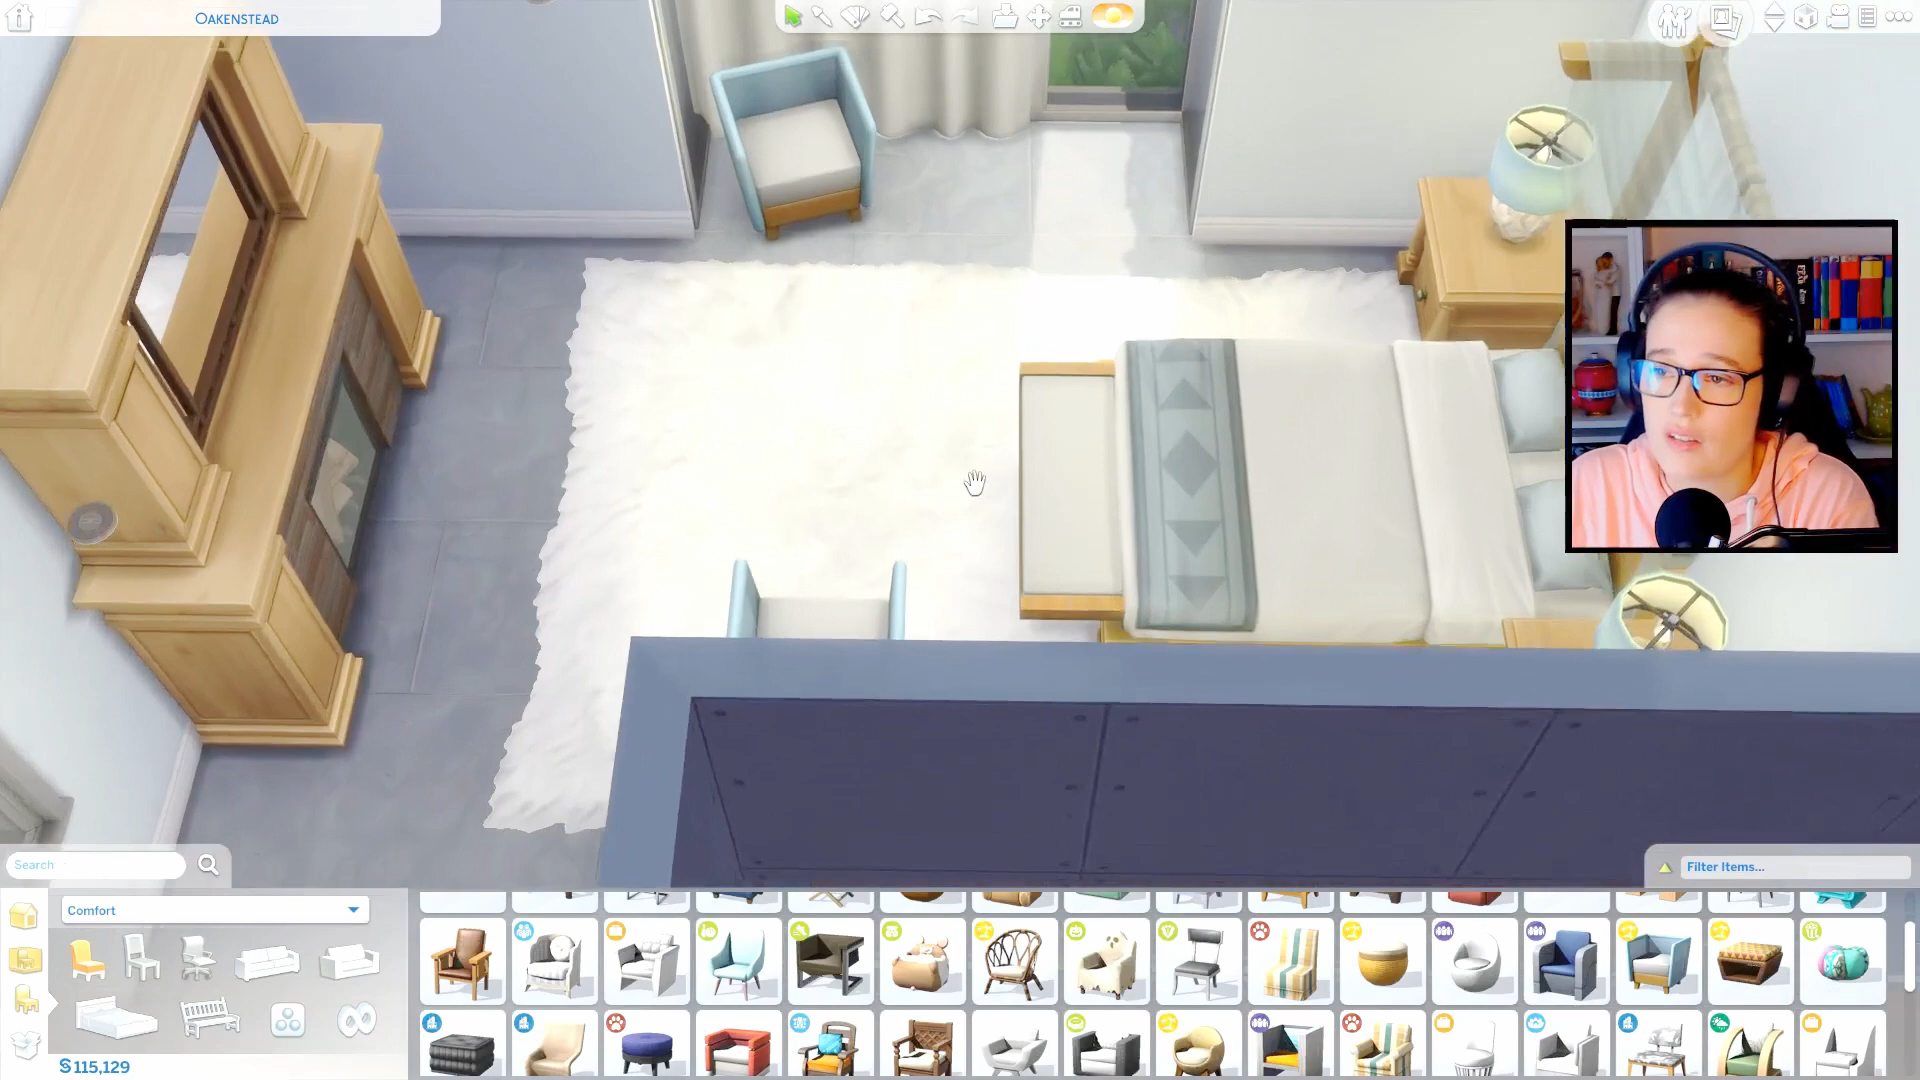 OAKENSTEAD
Search
Filter Items...
Comfort
§115,129